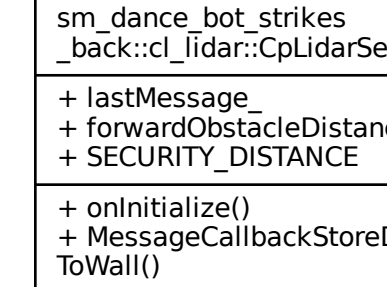 sm_dance_bot_strikes
_back::cl_lidar::CpLidarSe
+ lastMessage_
+ forwardObstacleDistanc
+ SECURITY_DISTANCE
+ onInitialize()
+ MessageCallbackStoreD
ToWall()